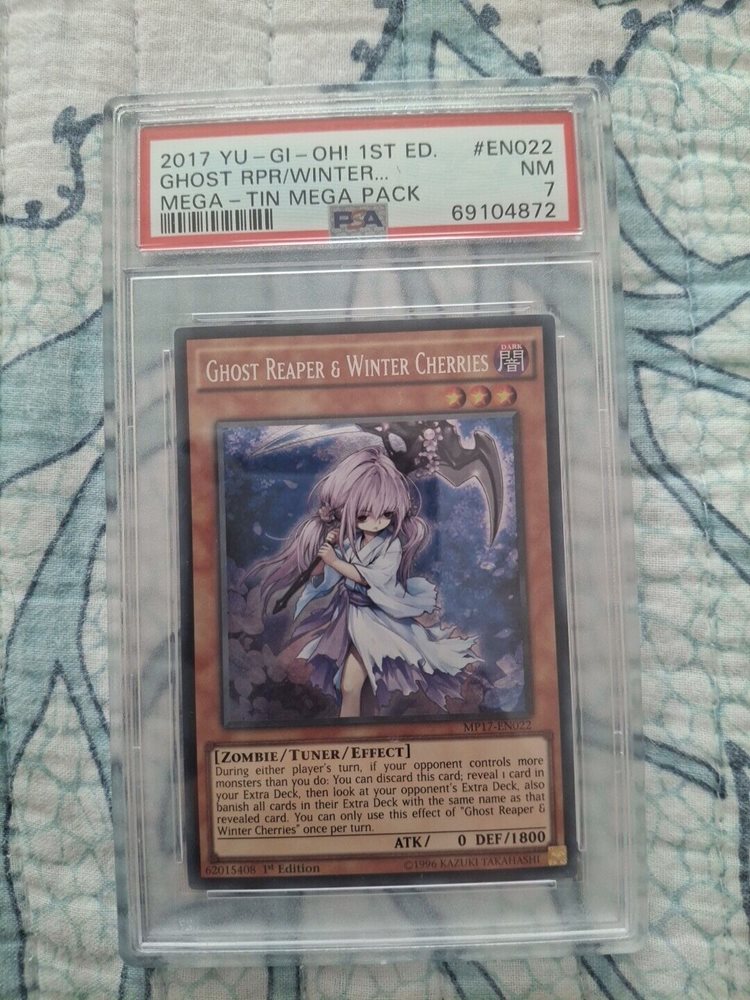 2017 YU-GI-OH! 1ST ED. #EN022
GHOST RPR/WINTER... NM
MEGA-TIN MEGA PACK 7
PSA 69104872
GHOST REAPER & WINTER CHERRIES
DARK
闇
MP17-EN022
[ZOMBIE/TUNER/EFFECT]
During either player's turn, if your opponent controls more
monsters than you do: You can discard this card; reveal 1 card in
your Extra Deck, then look at your opponent's Extra Deck, also
banish all cards in their Extra Deck with the same name as that
revealed card. You can only use this effect of "Ghost Reaper &
Winter Cherries" once per turn.
ATK/ 0 DEF/1800
62015408 1st Edition ©1996 KAZUKI TAKAHASHI